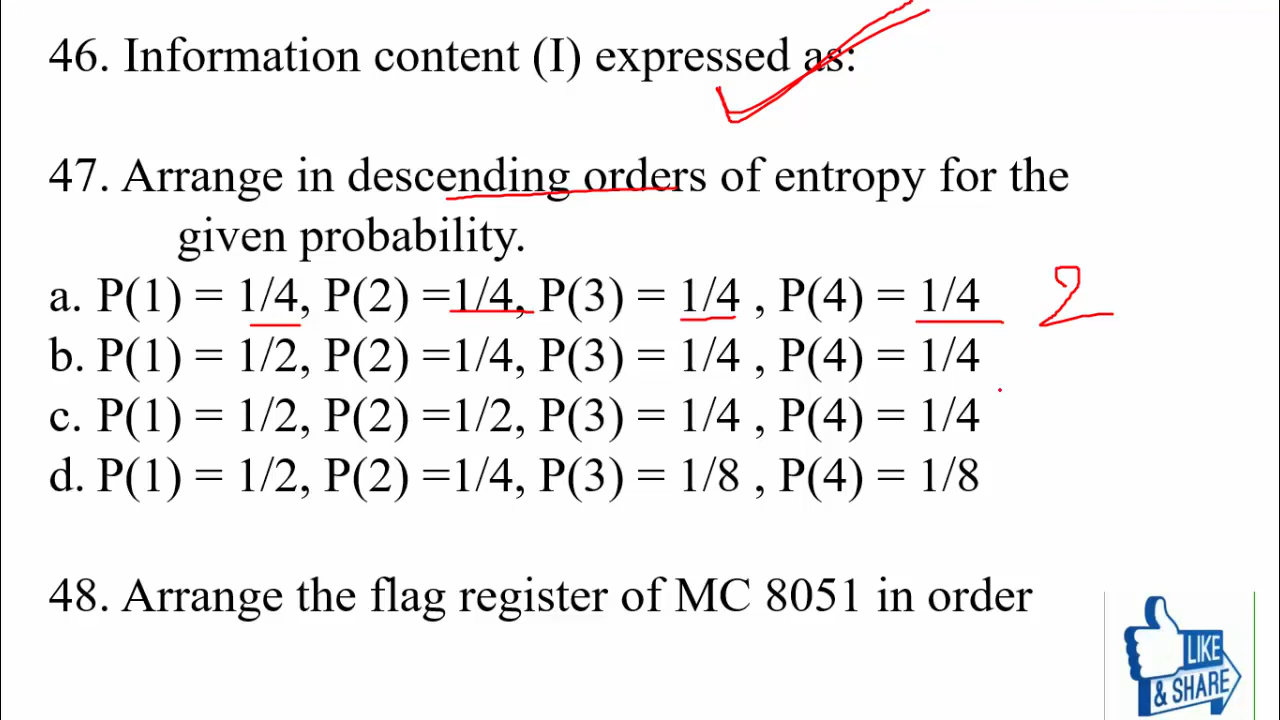 46. Information content (I) expressed as:
47. Arrange in descending orders of entropy for the
given probability.
a. P(1) = 1/4, P(2) =1/4, P(3) = 1/4 , P(4) = 1/4 2
b. P(1) = 1/2, P(2) =1/4, P(3) = 1/4 , P(4) = 1/4
c. P(1) = 1/2, P(2) =1/2, P(3) = 1/4 , P(4) = 1/4
d. P(1) = 1/2, P(2) =1/4, P(3) = 1/8 , P(4) = 1/8
48. Arrange the flag register of MC 8051 in order
LIKE
& SHARE